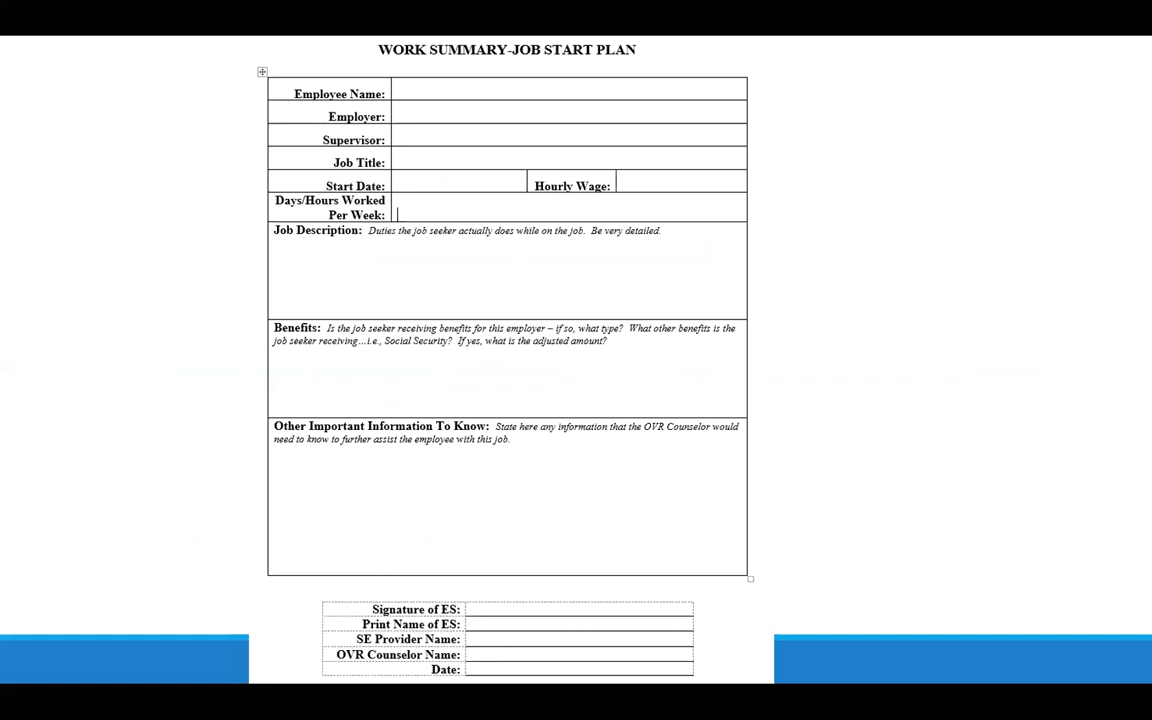 WORK SUMMARY-JOB START PLAN
Employee Name:
Employer:
Supervisor:
Job Title:
Start Date: Hourly Wage:
Days/Hours Worked
Per Week:
Job Description: Duties the job seeker actually does while on the job. Be very detailed.
Benefits: Is the job seeker receiving benefits for this employer – if so, what type? What other benefits is the
job seeker receiving…i.e., Social Security? If yes, what is the adjusted amount?
Other Important Information To Know: State here any information that the OVR Counselor would
need to know to further assist the employee with this job.
Signature of ES:
Print Name of ES:
SE Provider Name:
OVR Counselor Name:
Date: